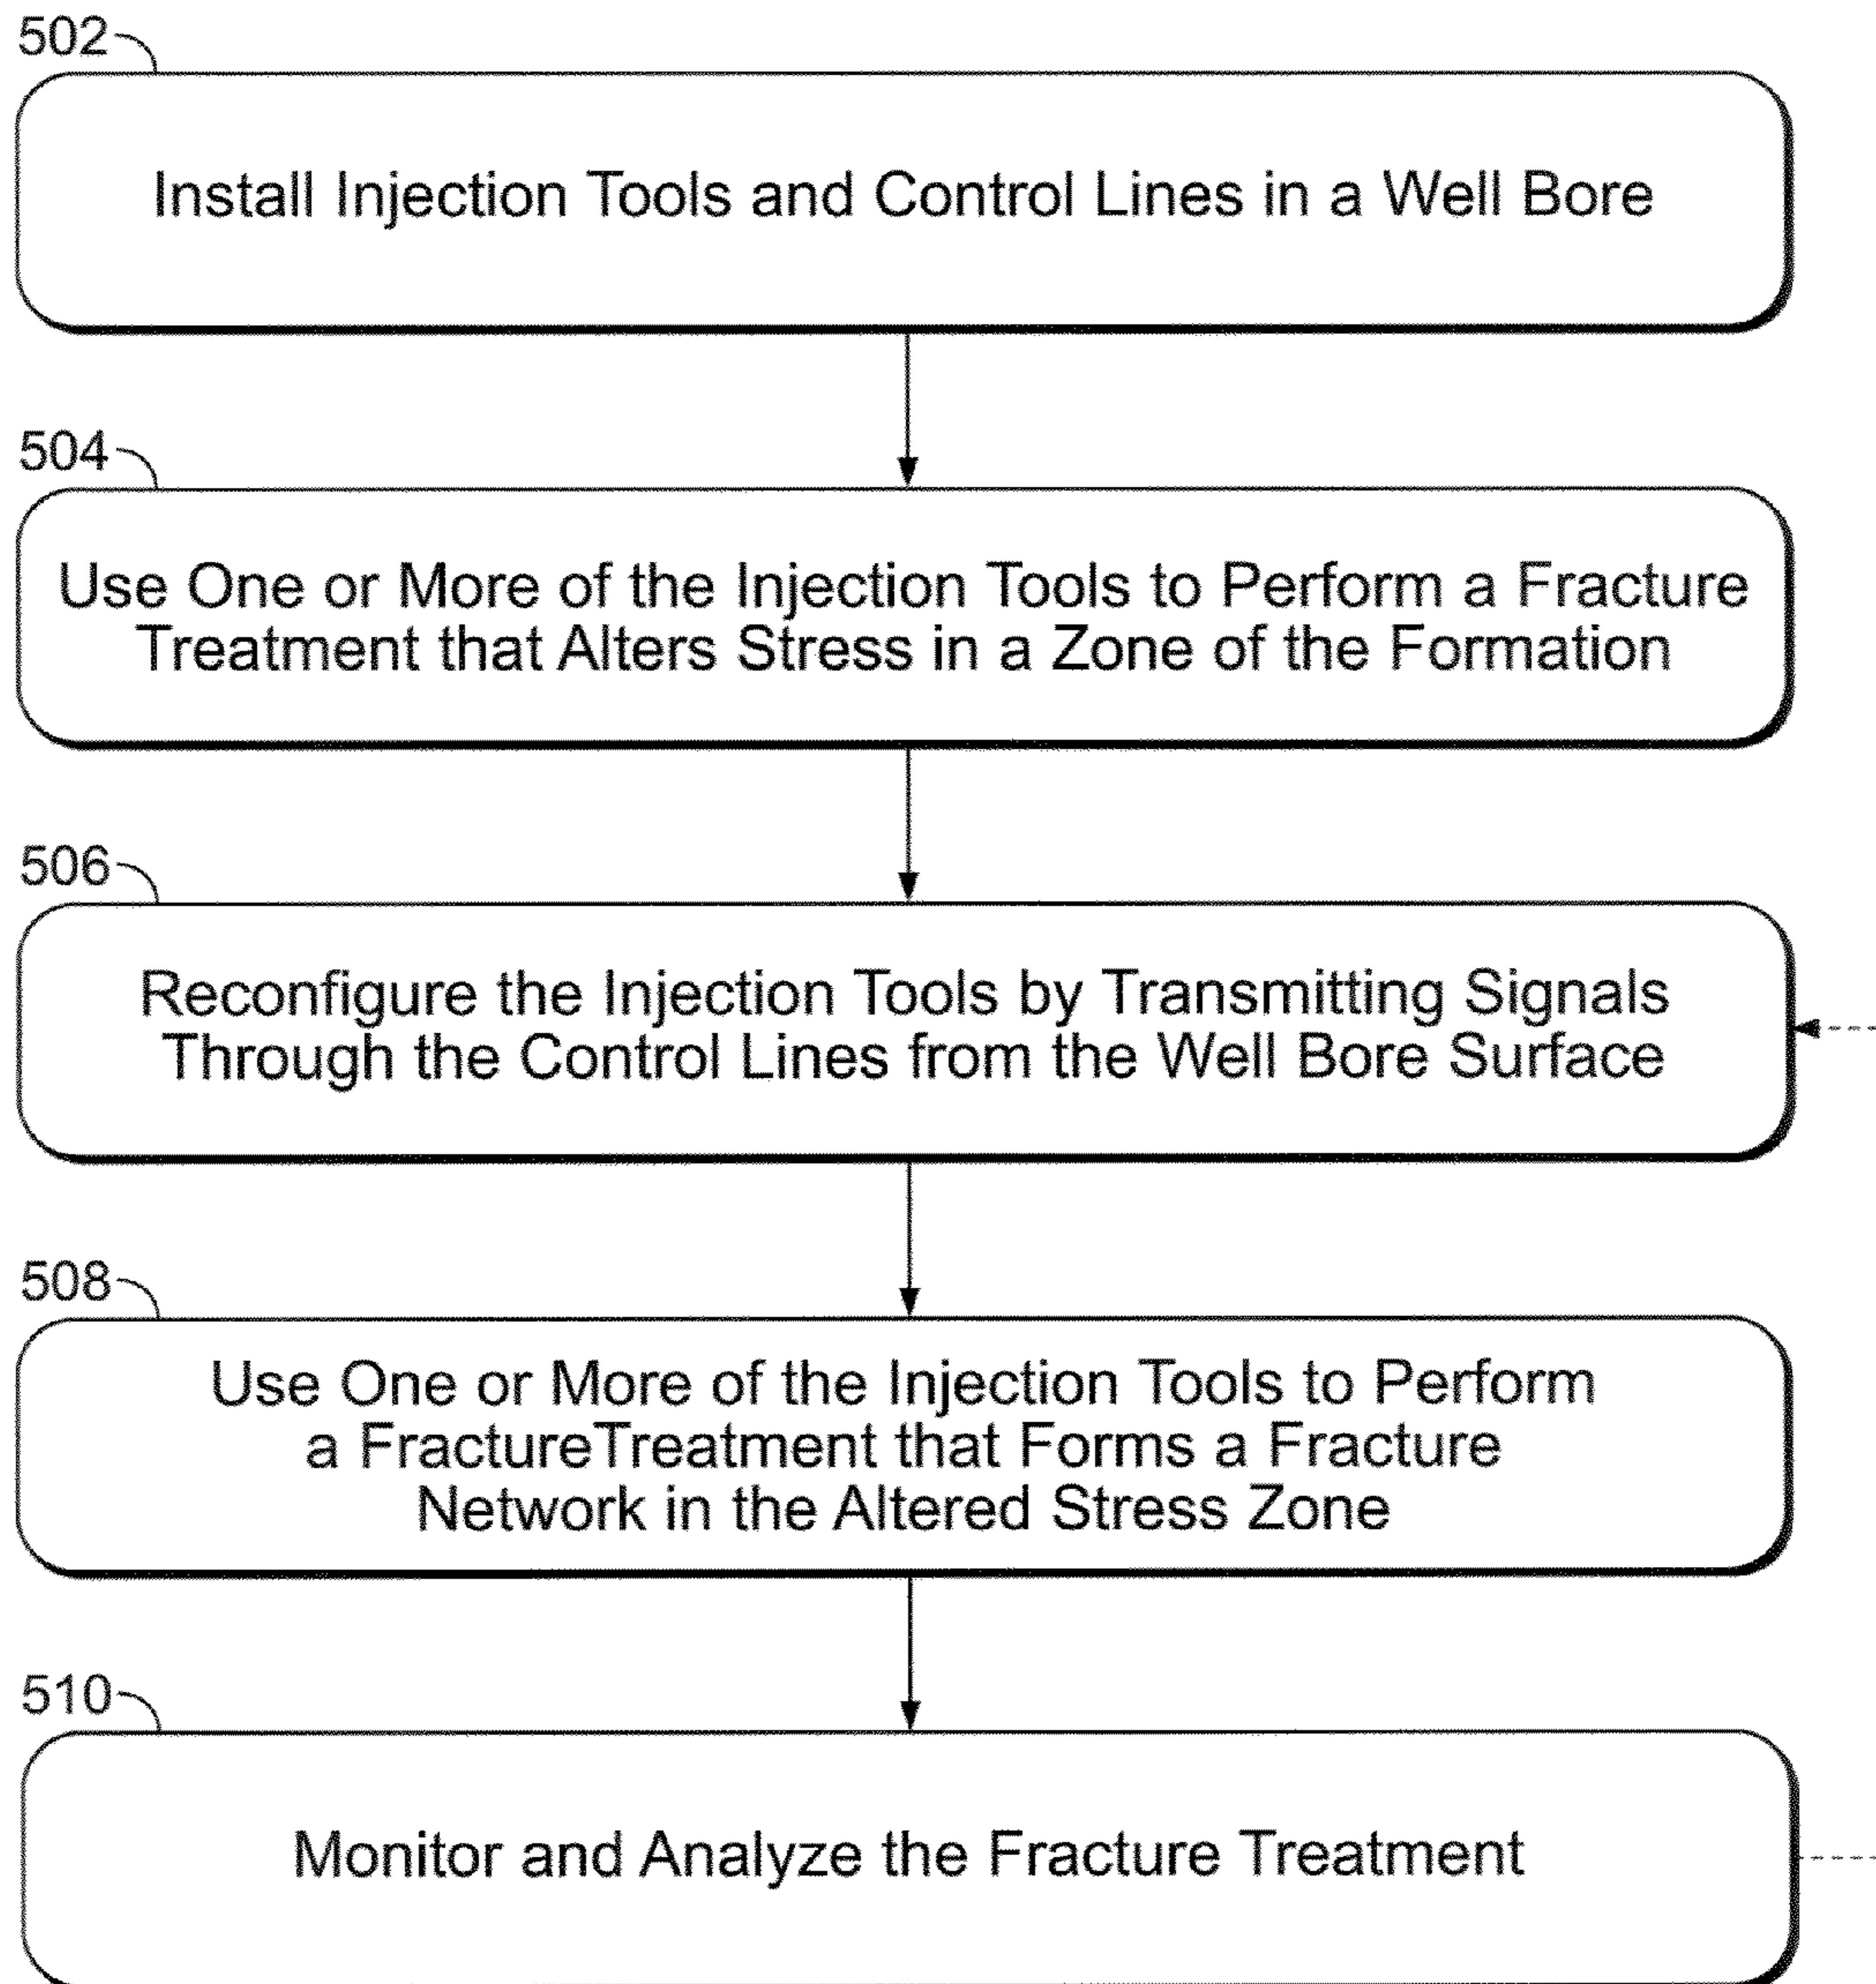 502
Install Injection Tools and Control Lines in a Well Bore
504
Use One or More of the Injection Tools to Perform a Fracture
Treatment that Alters Stress in a Zone of the Formation
506
Reconfigure the Injection Tools by Transmitting Signals
Through the Control Lines from the Well Bore Surface
508
Use One or More of the Injection Tools to Perform
a FractureTreatment that Forms a Fracture
Network in the Altered Stress Zone
510
Monitor and Analyze the Fracture Treatment